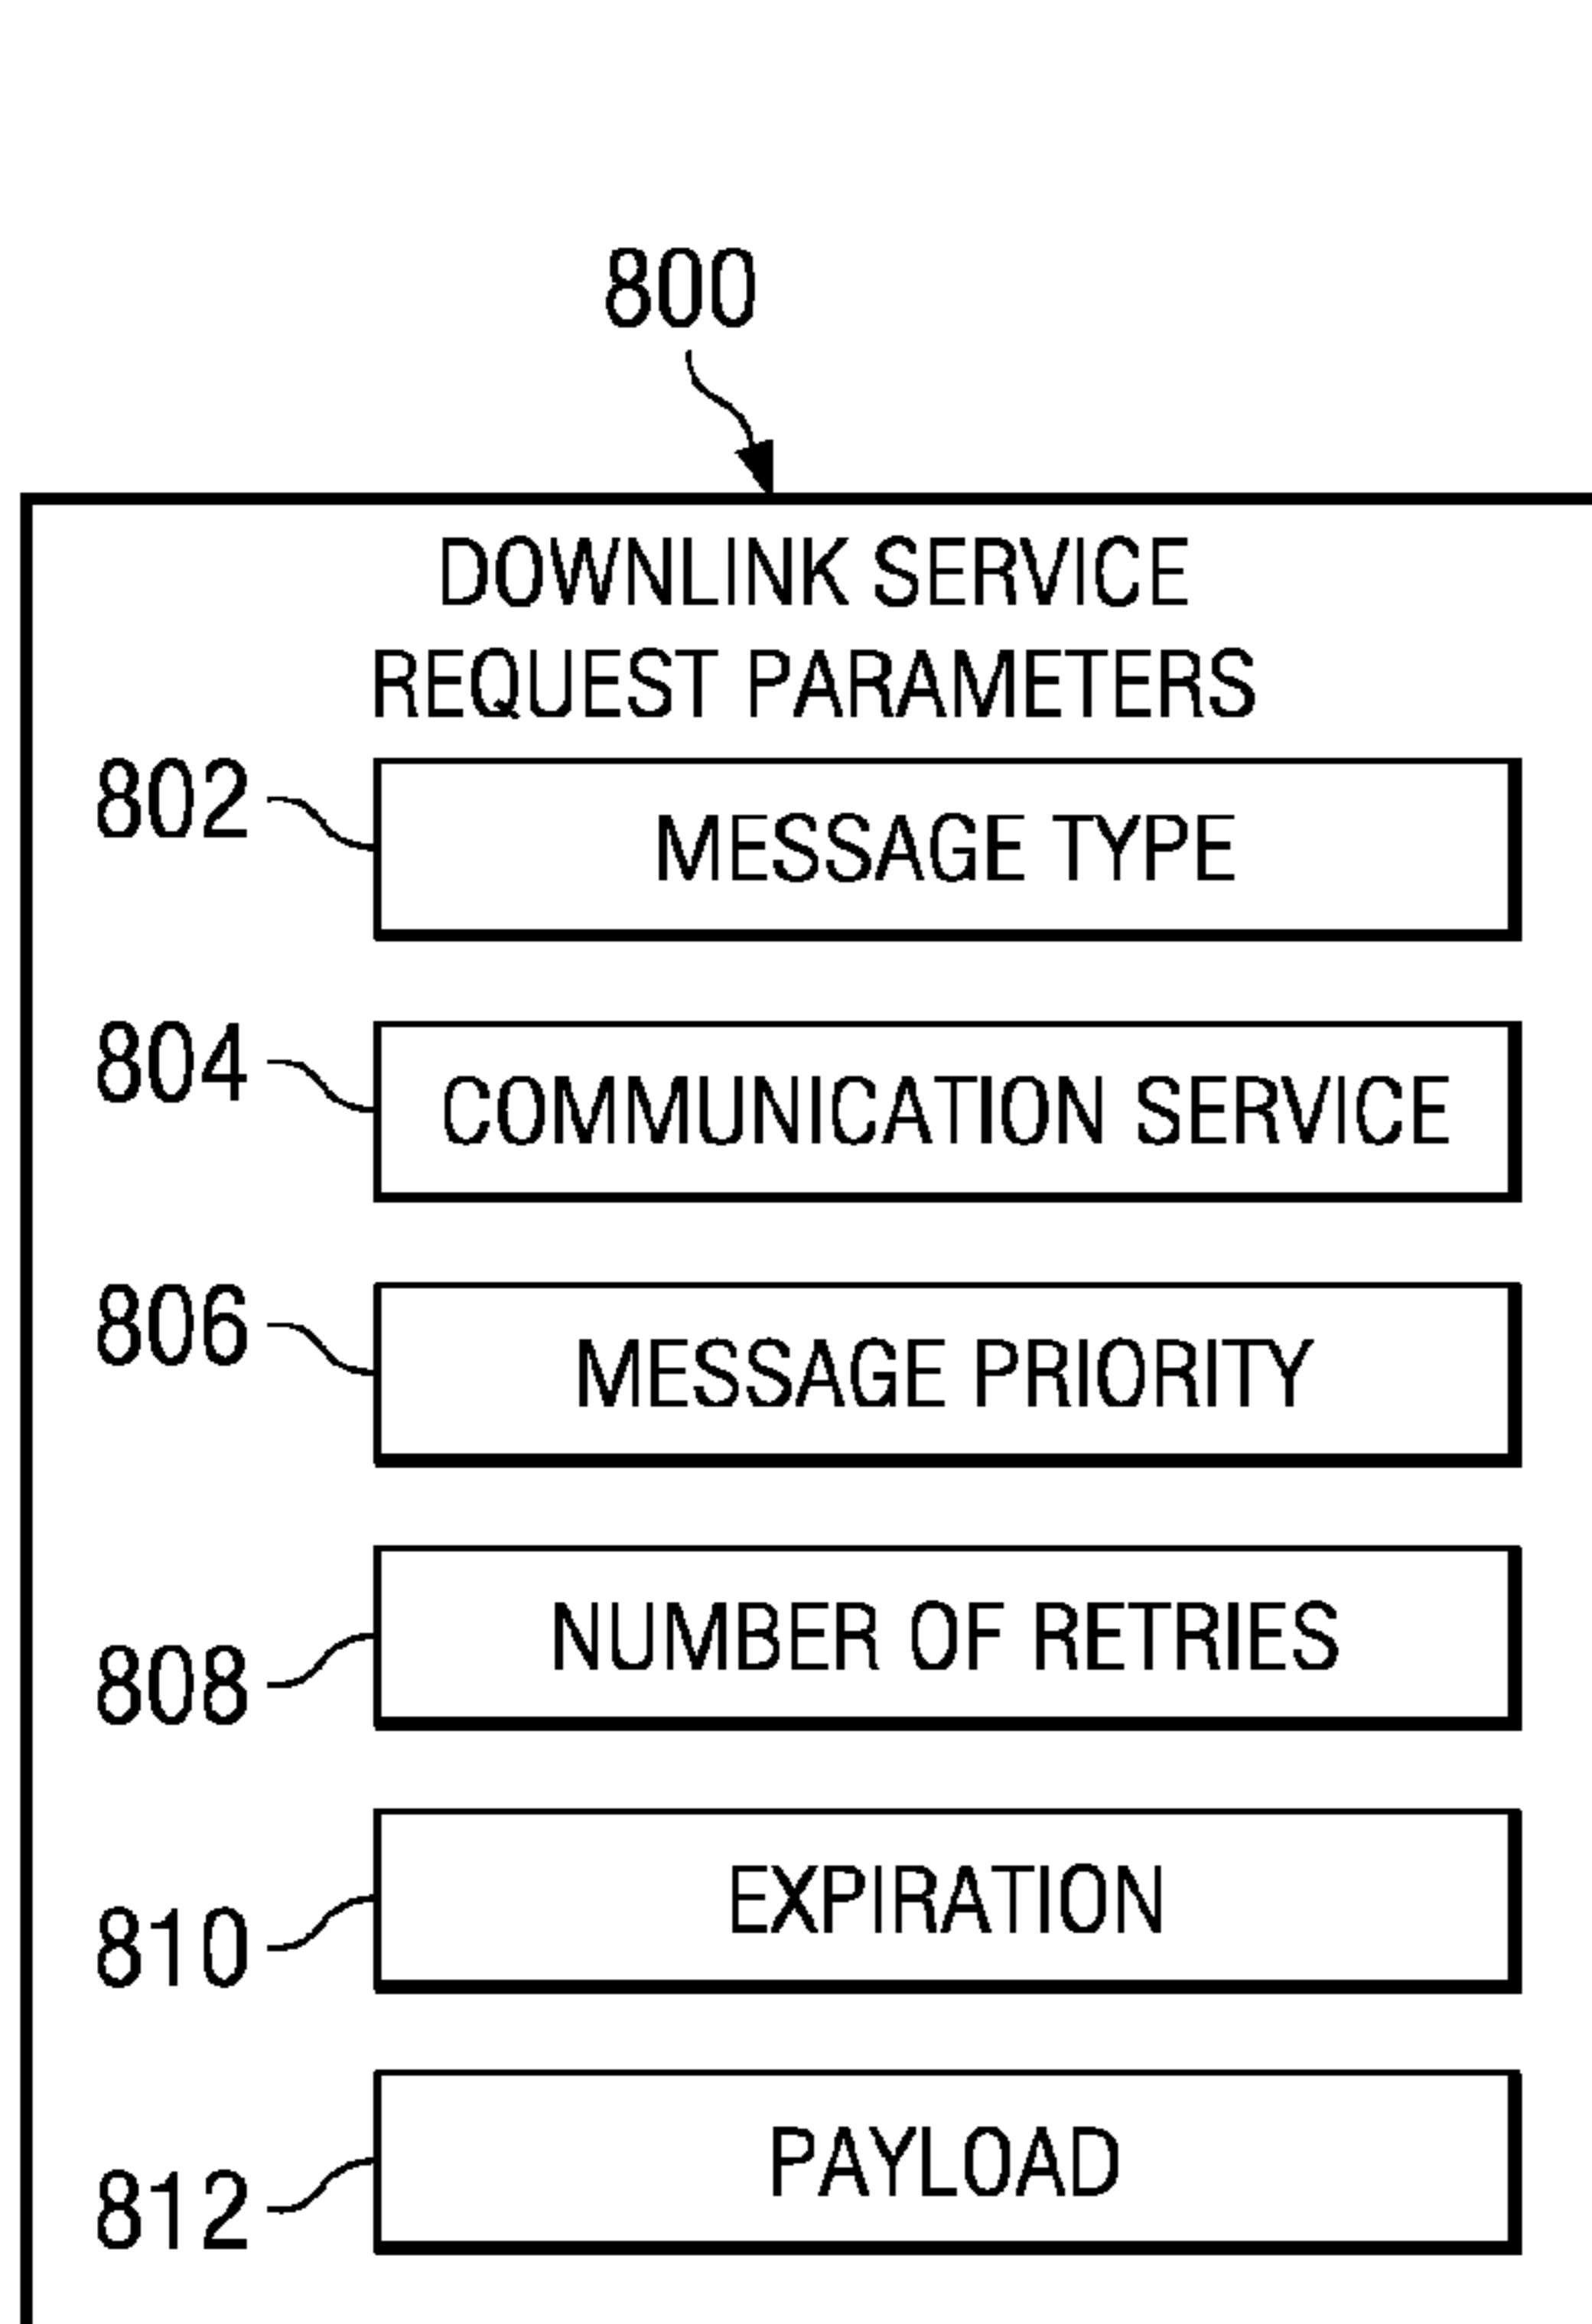 800
DOWNLINK SERVICE
REQUEST PARAMETERS
802 MESSAGE TYPE
804 COMMUNICATION SERVICE
806 MESSAGE PRIORITY
808 NUMBER OF RETRIES
810 EXPIRATION
812 PAYLOAD